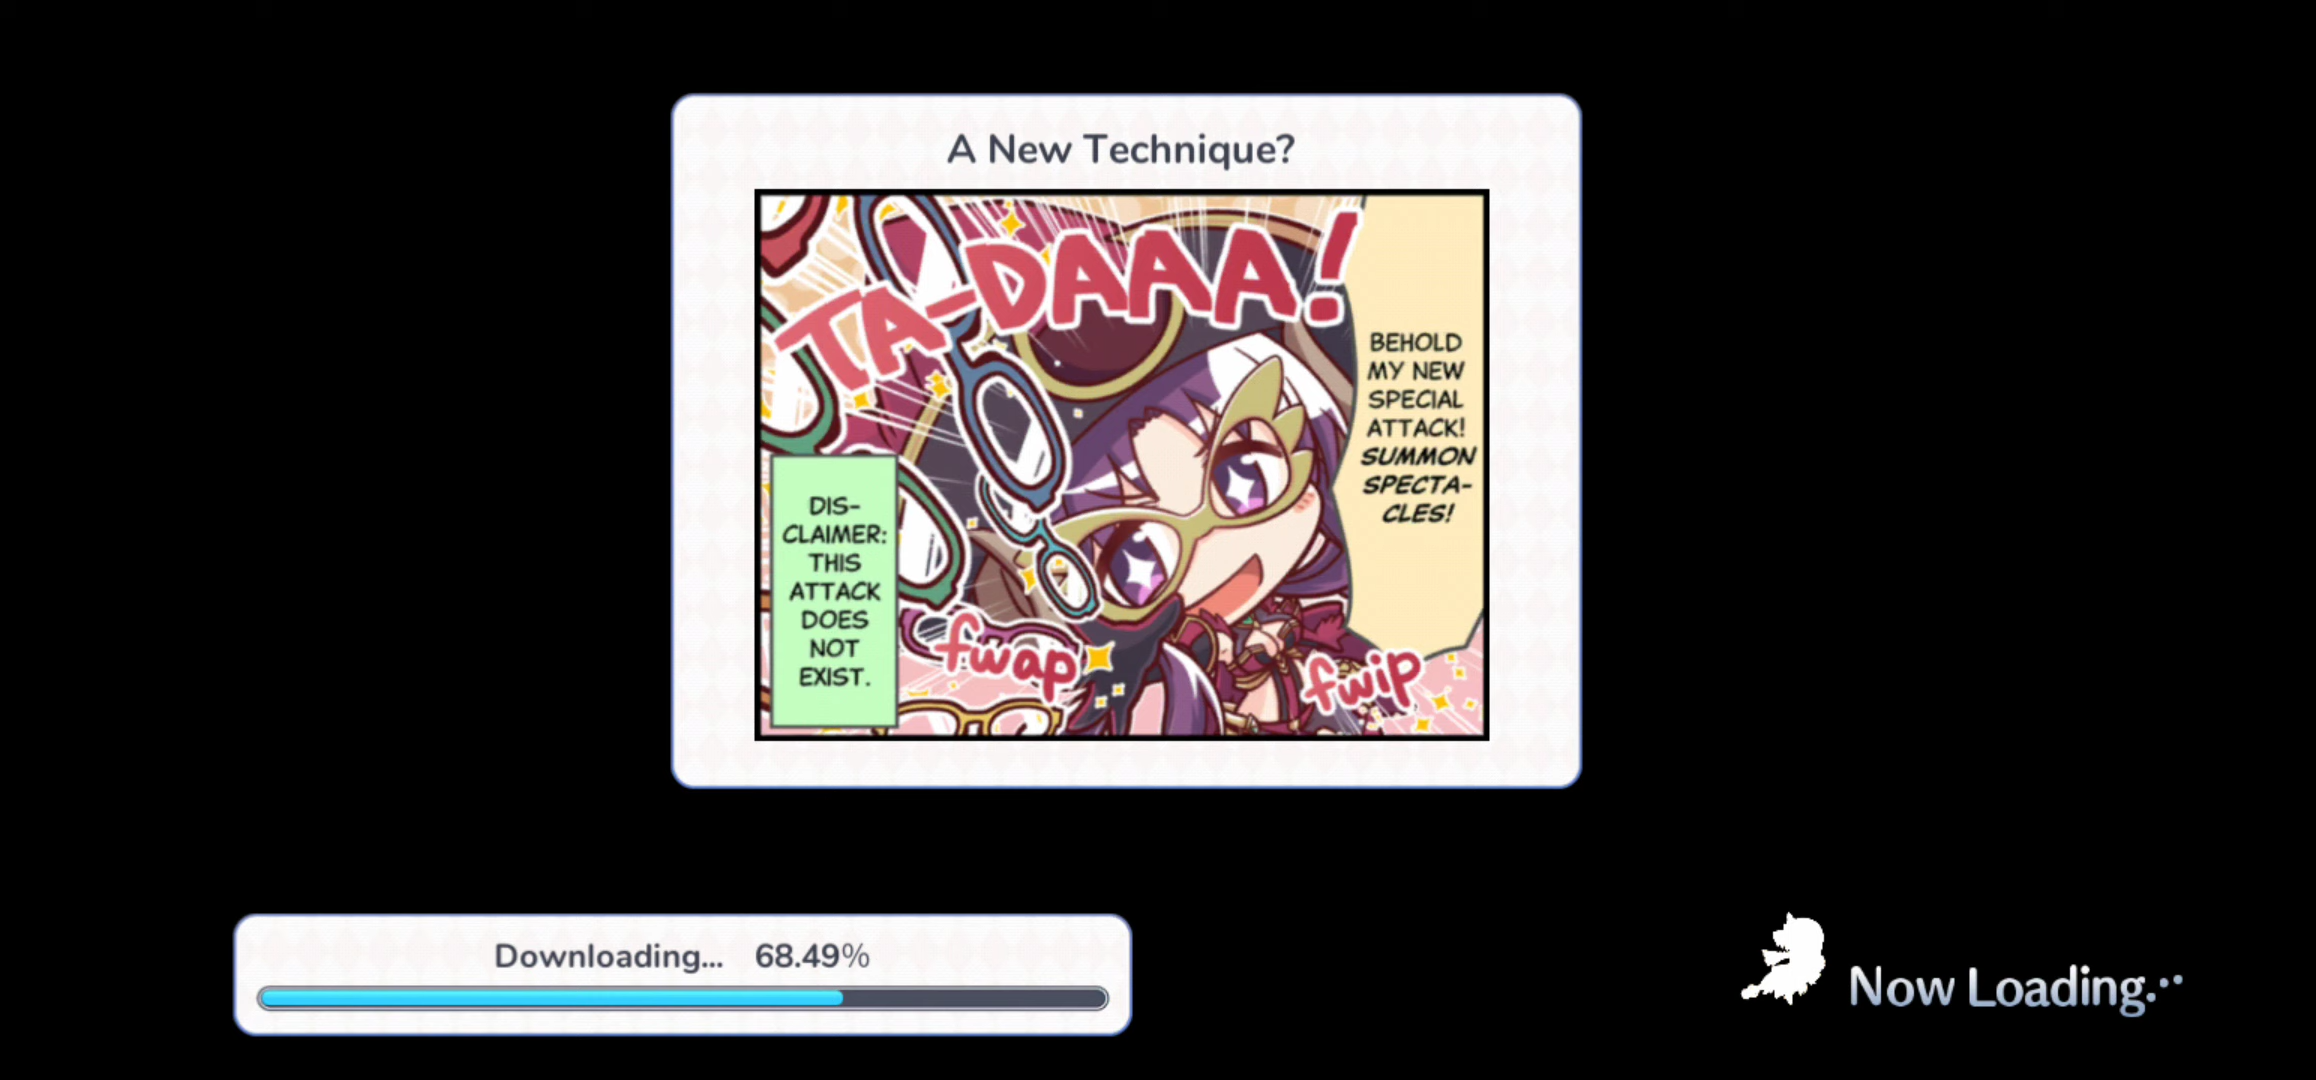 A New Technique?
TA-DAAA!
BEHOLD
MY NEW
SPECIAL
ATTACK!
SUMMON
SPECTA-
CLES!
DIS-
CLAIMER:
THIS
ATTACK
DOES
NOT
EXIST.
fwap
fwip
Downloading... 68.49%
Now Loading...